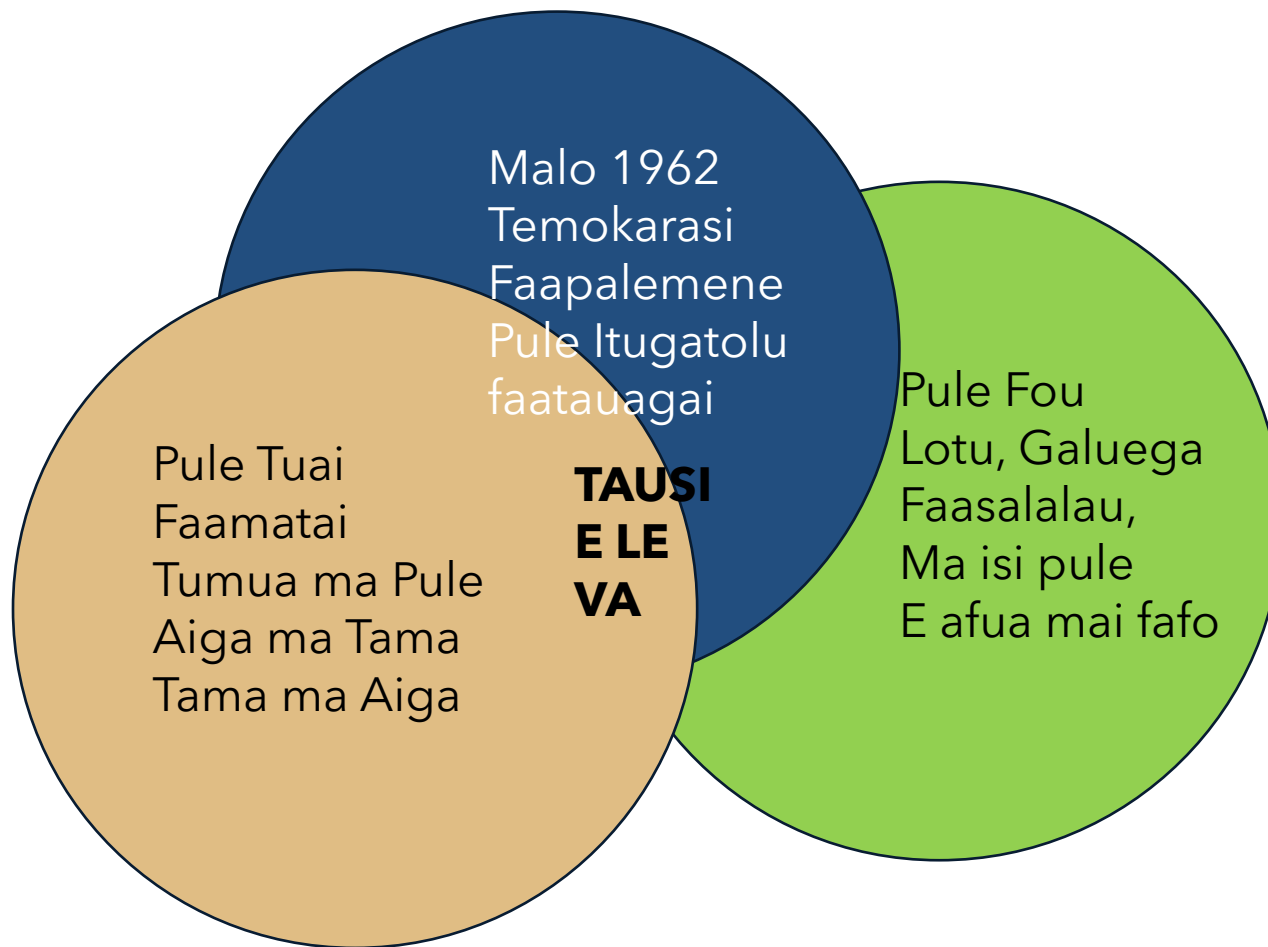 Malo 1962
Temokarasi
Faapalemene
Pule Itugatolu
faatauagai
Pule Tuai
Faamatai
Tumua ma Pule
Aiga ma Tama
Tama ma Aiga
TAUSI
E LE
VA
Pule Fou
Lotu, Galuega
Faasalalau,
Ma isi pule
E afua mai fafo